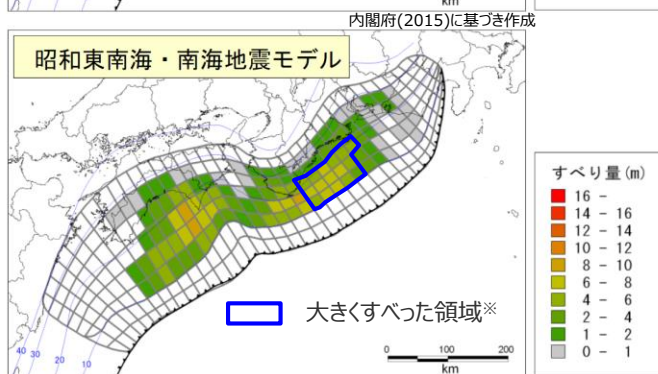 km
内閣府(2015)に基づき作成
昭和東南海・南海地震モデル
大きくすべった領域※
40 30 20 10
0 100 200
km
すべり量(m)
16 -
14 - 16
12 - 14
10 - 12
8 - 10
6 - 8
4 - 6
2 - 4
1 - 2
0 - 1